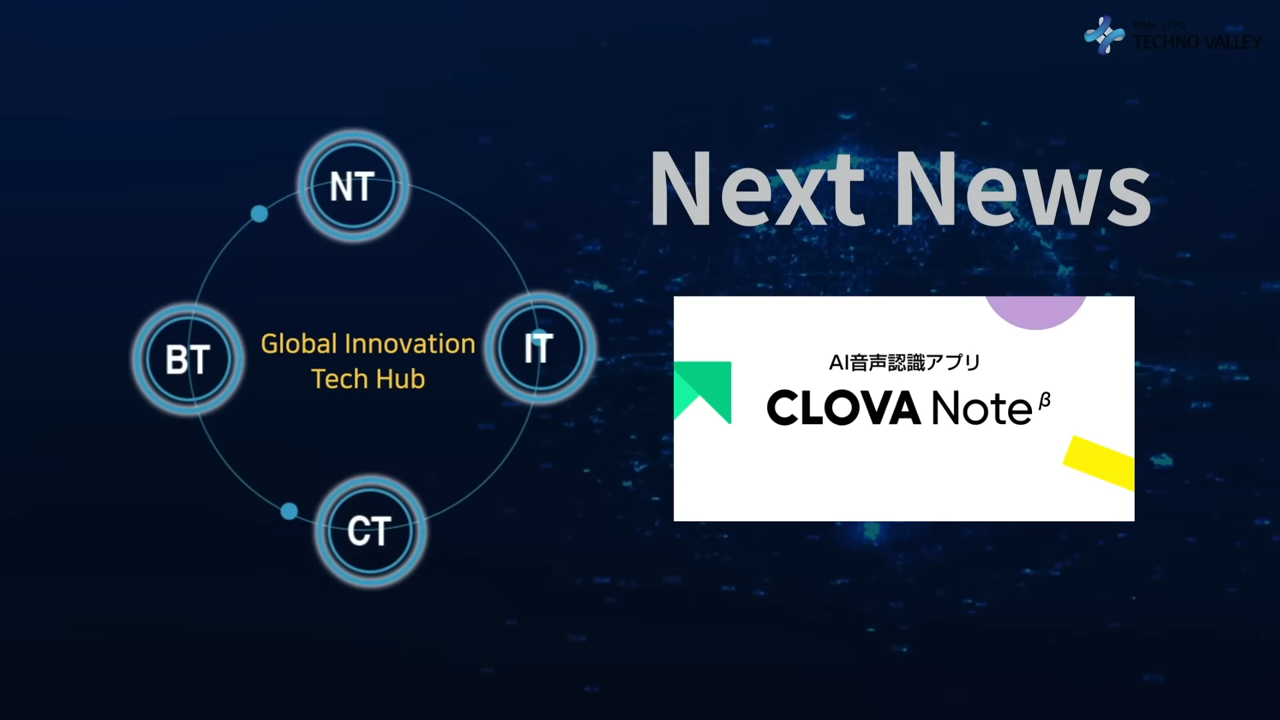 PANGYO
TECHNO VALLEY
NT
BT
Global Innovation
Tech Hub
IT
CT
Next News
AI音声認識アプリ
CLOVA Note β